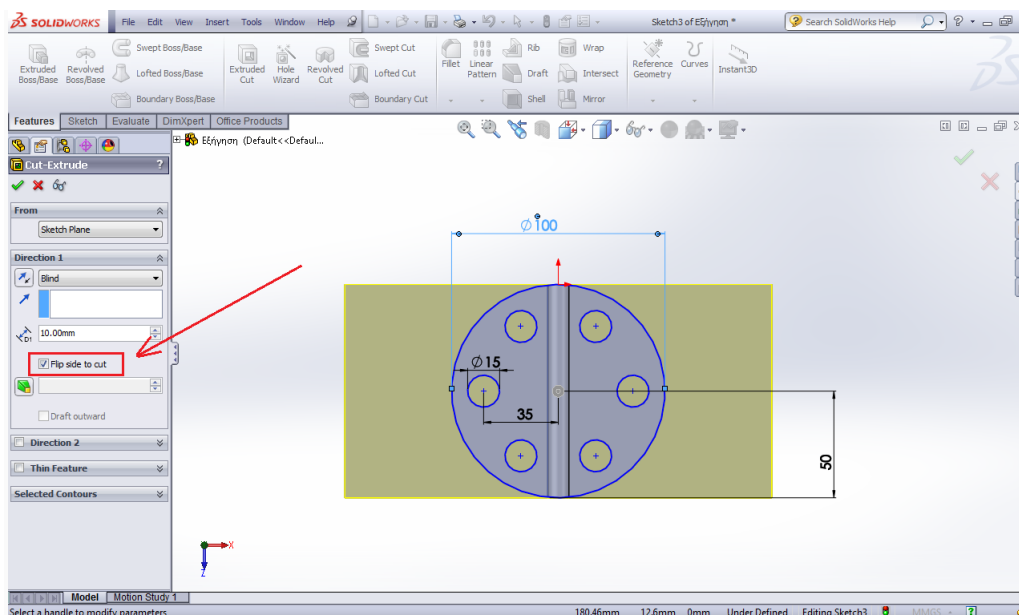 SOLIDWORKS File Edit View Insert Tools Window Help Sketch3 of Εξήγηση * Search SolidWorks Help
Extruded Boss/Base Revolved Boss/Base Swept Boss/Base Lofted Boss/Base Boundary Boss/Base Extruded Cut Hole Wizard Revolved Cut Swept Cut Lofted Cut Boundary Cut Fillet Linear Pattern Rib Draft Shell Wrap Intersect Mirror Reference Geometry Curves Instant3D
Features Sketch Evaluate DimXpert Office Products
Εξήγηση (Default<<Defaul...
Cut-Extrude ?
From
Sketch Plane
Direction 1
Blind
D1 10.00mm
Flip side to cut
Draft outward
Direction 2
Thin Feature
Selected Contours
∅100
∅15
35
50
X
Z
Model Motion Study 1
Select a handle to modify parameters 180.46mm 12.6mm 0mm Under Defined Editing Sketch3 MMGS